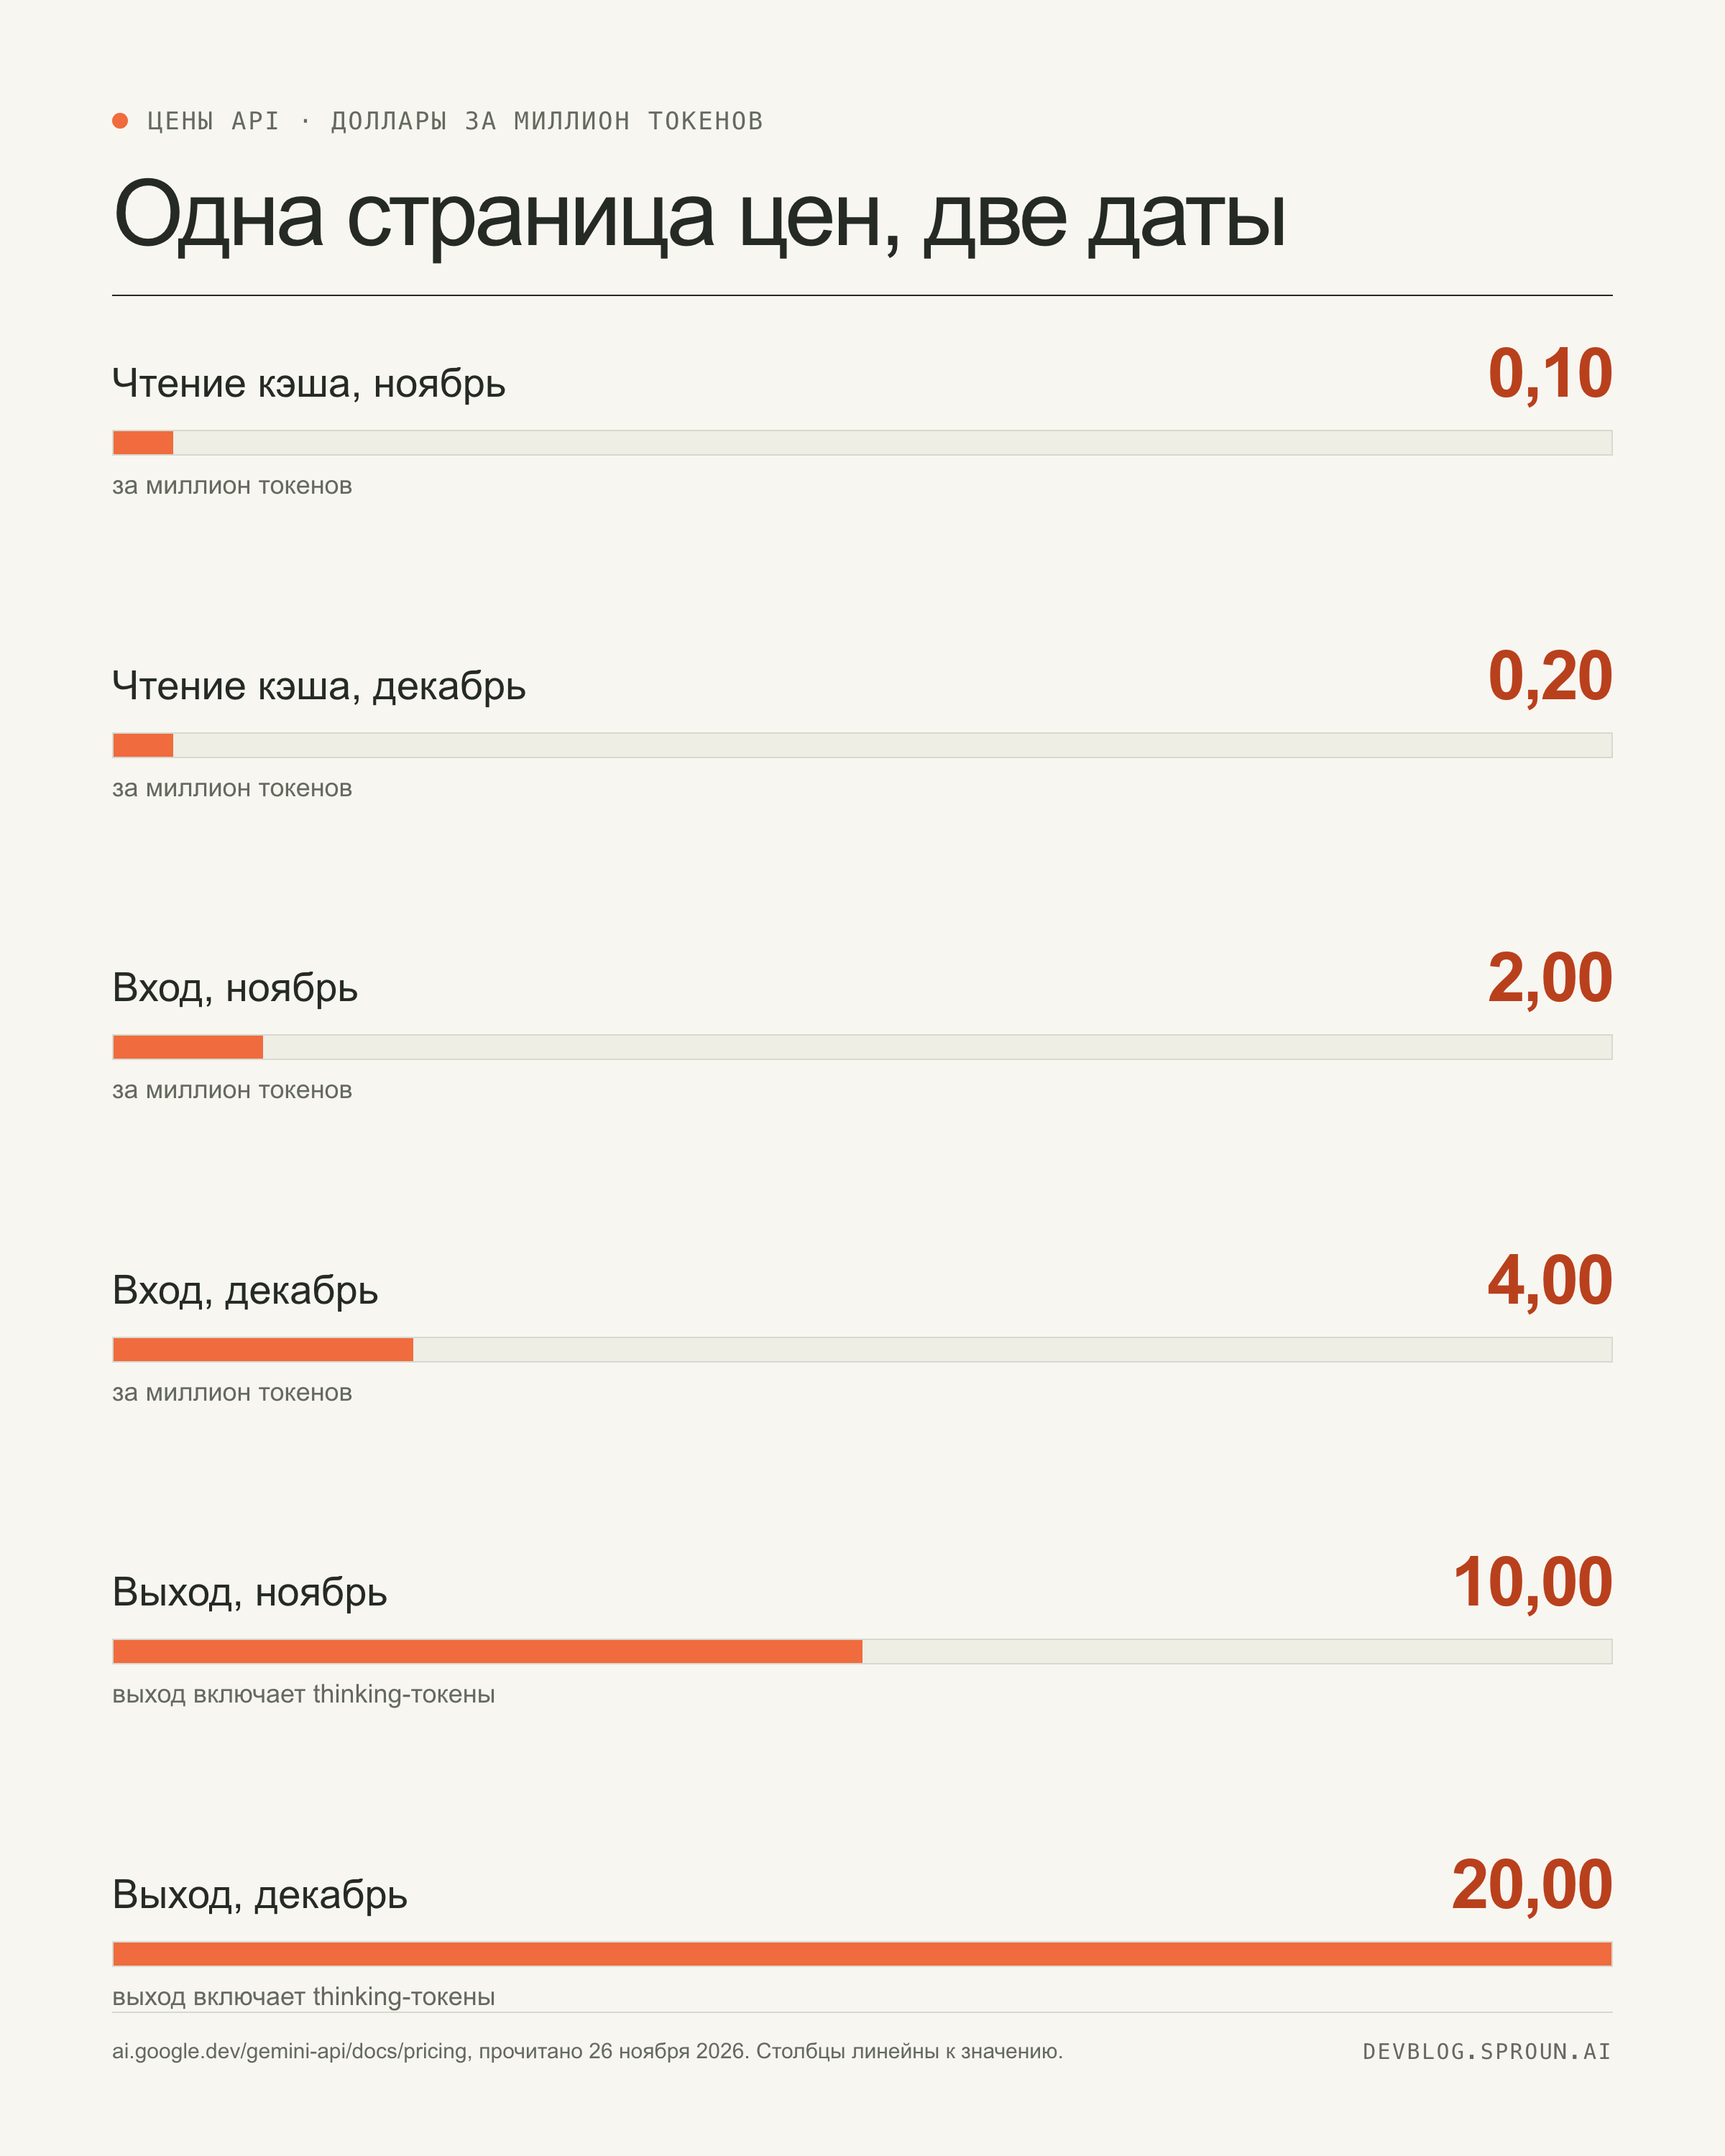 ЦЕНЫ API · ДОЛЛАРЫ ЗА МИЛЛИОН ТОКЕНОВ
Одна страница цен, две даты
Чтение кэша, ноябрь 0,10
за миллион токенов
Чтение кэша, декабрь 0,20
за миллион токенов
Вход, ноябрь 2,00
за миллион токенов
Вход, декабрь 4,00
за миллион токенов
Выход, ноябрь 10,00
выход включает thinking-токены
Выход, декабрь 20,00
выход включает thinking-токены
ai.google.dev/gemini-api/docs/pricing, прочитано 26 ноября 2026. Столбцы линейны к значению. DEVBLOG.SPROUN.AI